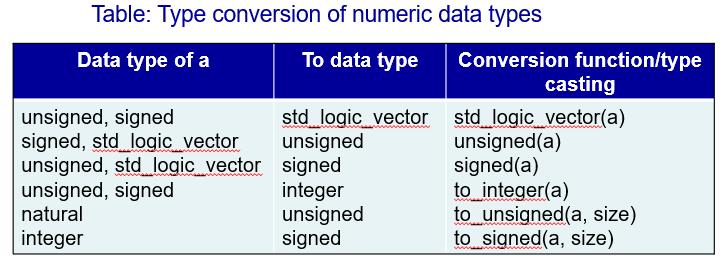 Table: Type conversion of numeric data types
Data type of a To data type Conversion function/type
casting
unsigned, signed std_logic_vector std_logic_vector(a)
signed, std_logic_vector unsigned unsigned(a)
unsigned, std_logic_vector signed signed(a)
unsigned, signed integer to_integer(a)
natural unsigned to_unsigned(a, size)
integer signed to_signed(a, size)